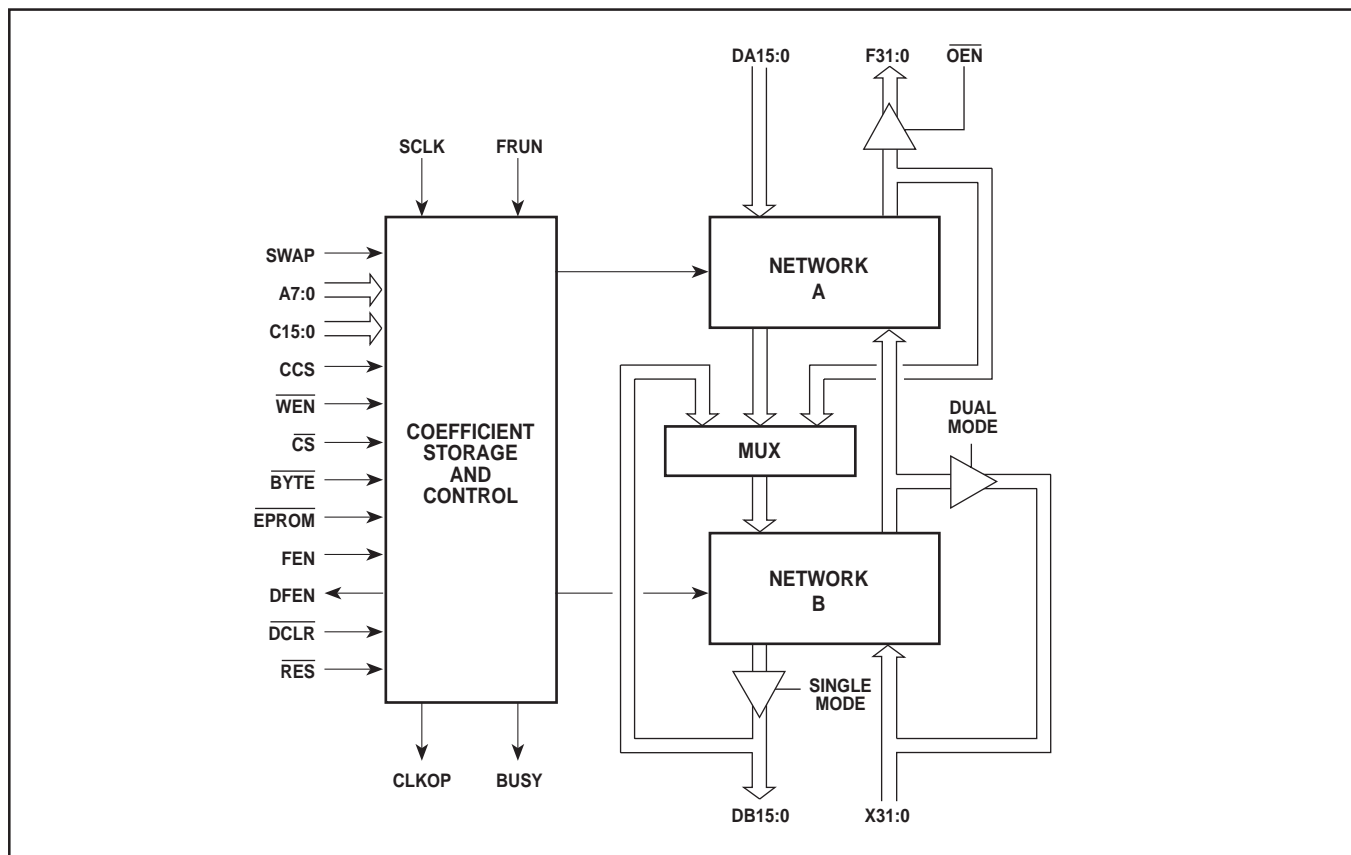 DA15:0
F31:0
OEN
SCLK
FRUN
SWAP
A7:0
C15:0
CCS
WEN
CS
BYTE
EPROM
FEN
DFEN
DCLR
RES
COEFFICIENT
STORAGE
AND
CONTROL
NETWORK
A
MUX
DUAL
MODE
NETWORK
B
SINGLE
MODE
CLKOP
BUSY
DB15:0
X31:0